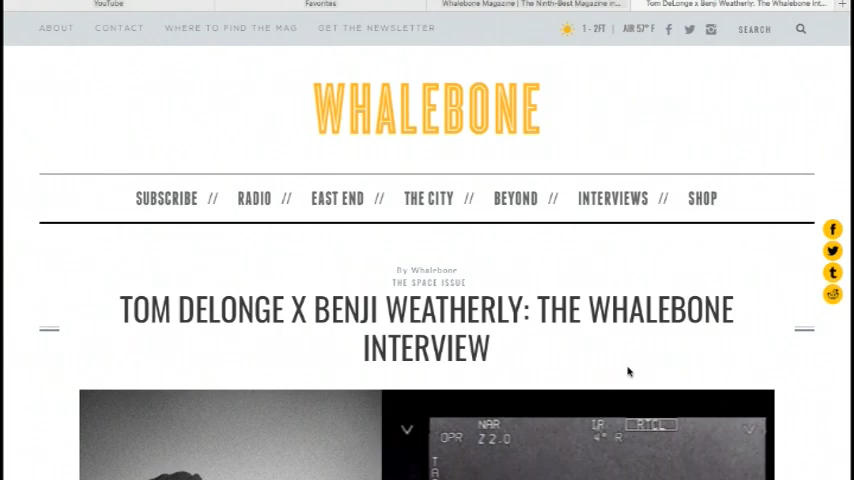 YouTube
Favorites
Whalebone Magazine | The Ninth-Best Magazine in...
Tom DeLonge x Benji Weatherly: The Whalebone Int...
+
ABOUT
CONTACT
WHERE TO FIND THE MAG
GET THE NEWSLETTER
1 - 2FT | AIR 57° F
SEARCH
WHALEBONE
SUBSCRIBE // RADIO // EAST END // THE CITY // BEYOND // INTERVIEWS // SHOP
By Whalebone
THE SPACE ISSUE
TOM DELONGE X BENJI WEATHERLY: THE WHALEBONE
INTERVIEW
NAR
IR
RTCL
OPR
Z 2.0
4° R
T
A